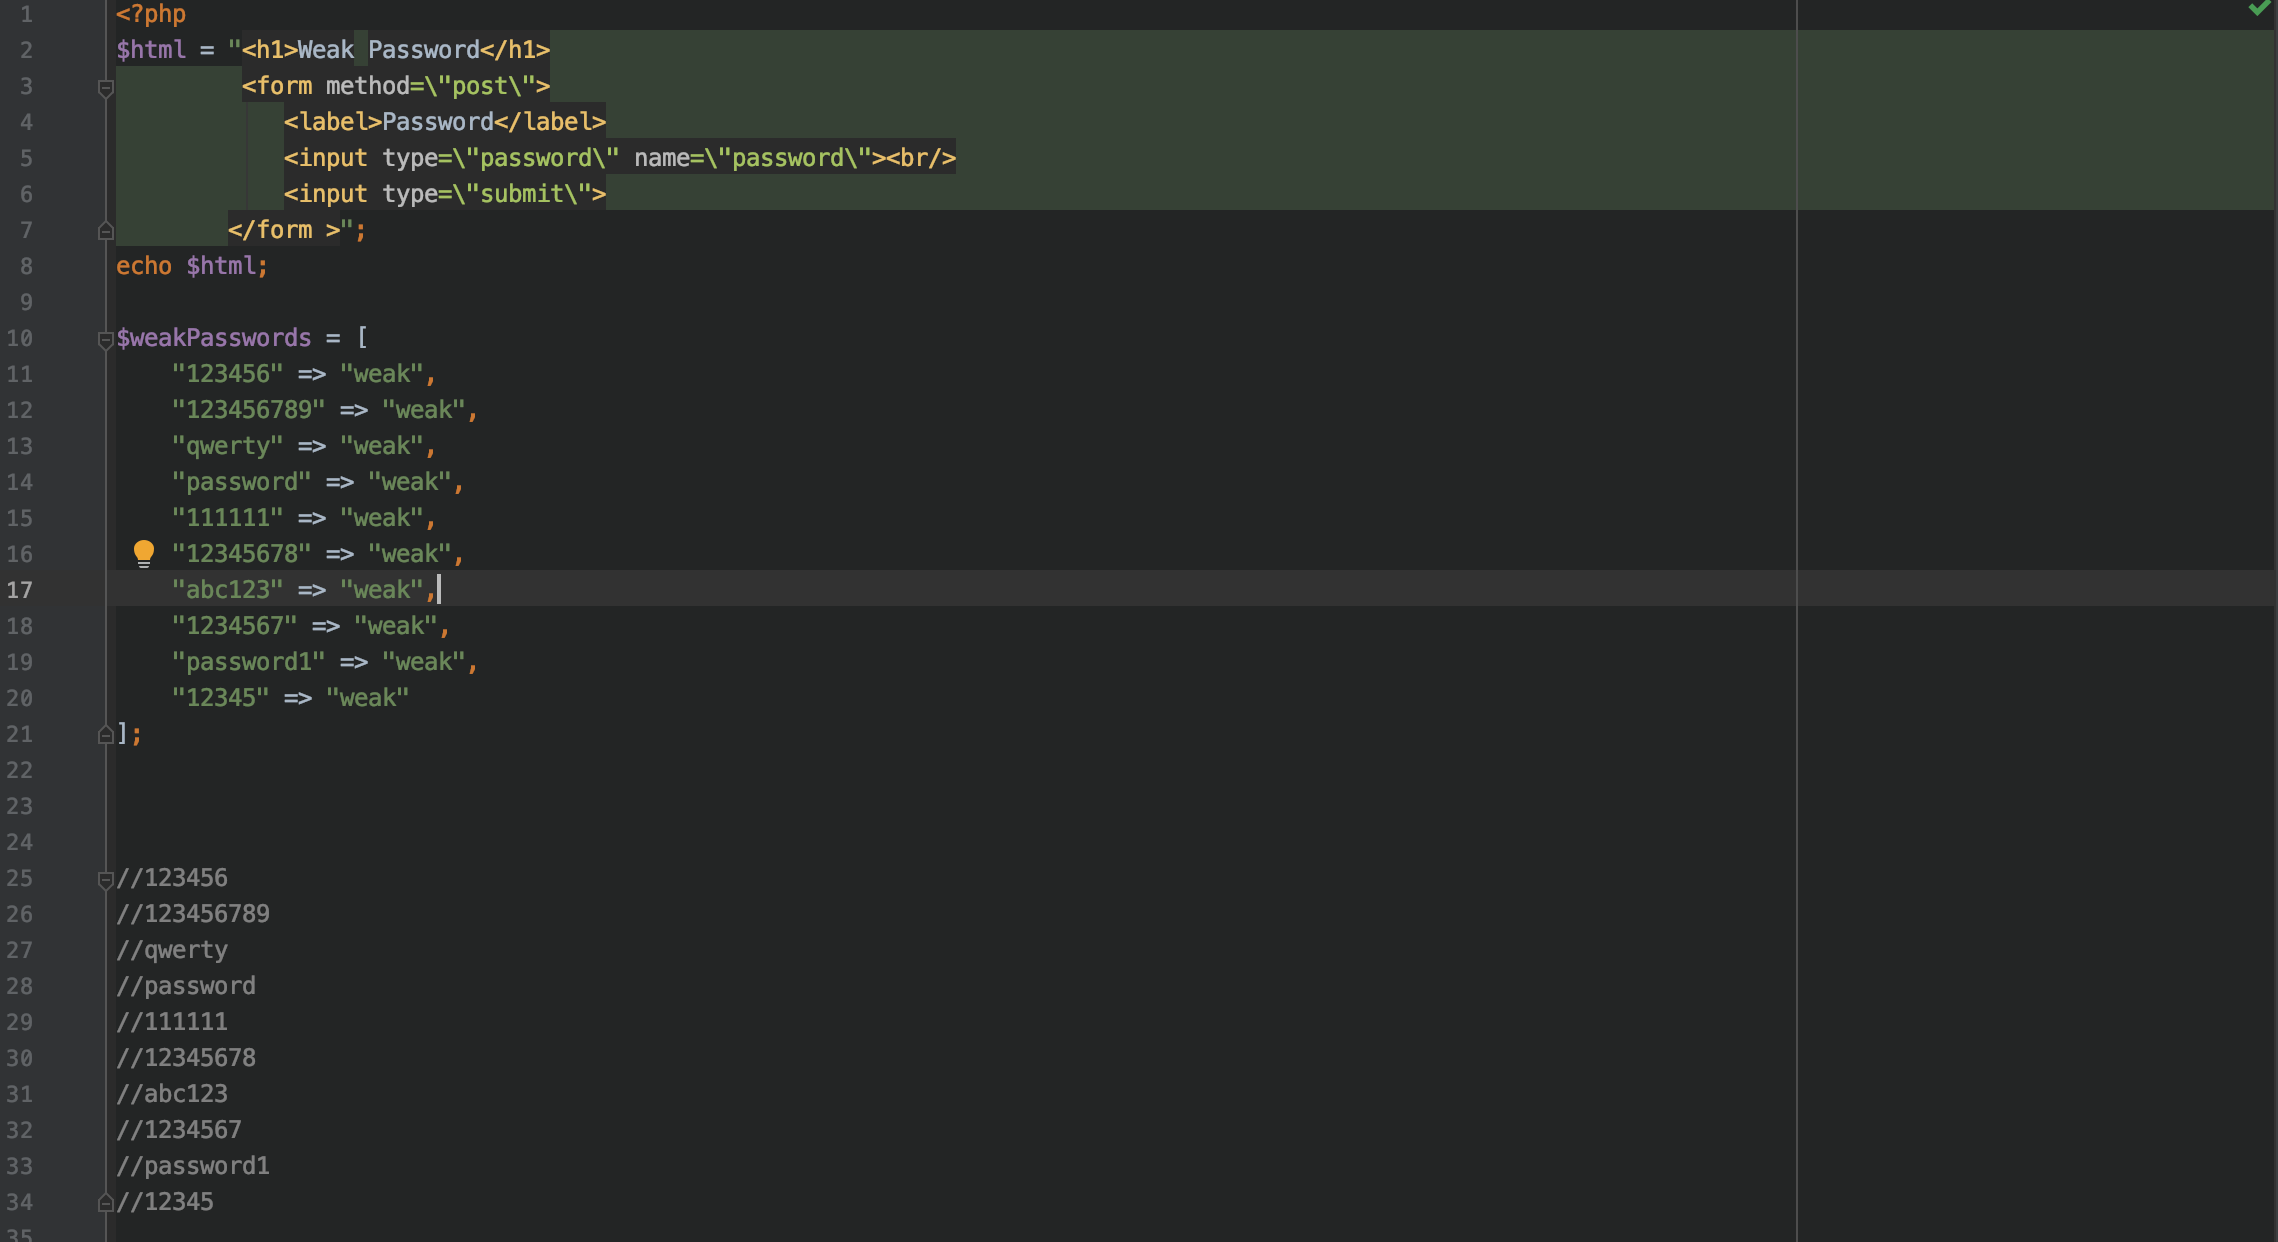 1 <?php
2 $html = "<h1>Weak Password</h1>
3 <form method=\"post\">
4 <label>Password</label>
5 <input type=\"password\" name=\"password\"><br/>
6 <input type=\"submit\">
7 </form >";
8 echo $html;
9
10 $weakPasswords = [
11 "123456" => "weak",
12 "123456789" => "weak",
13 "qwerty" => "weak",
14 "password" => "weak",
15 "111111" => "weak",
16 "12345678" => "weak",
17 "abc123" => "weak",
18 "1234567" => "weak",
19 "password1" => "weak",
20 "12345" => "weak"
21 ];
22
23
24
25 //123456
26 //123456789
27 //qwerty
28 //password
29 //111111
30 //12345678
31 //abc123
32 //1234567
33 //password1
34 //12345
35